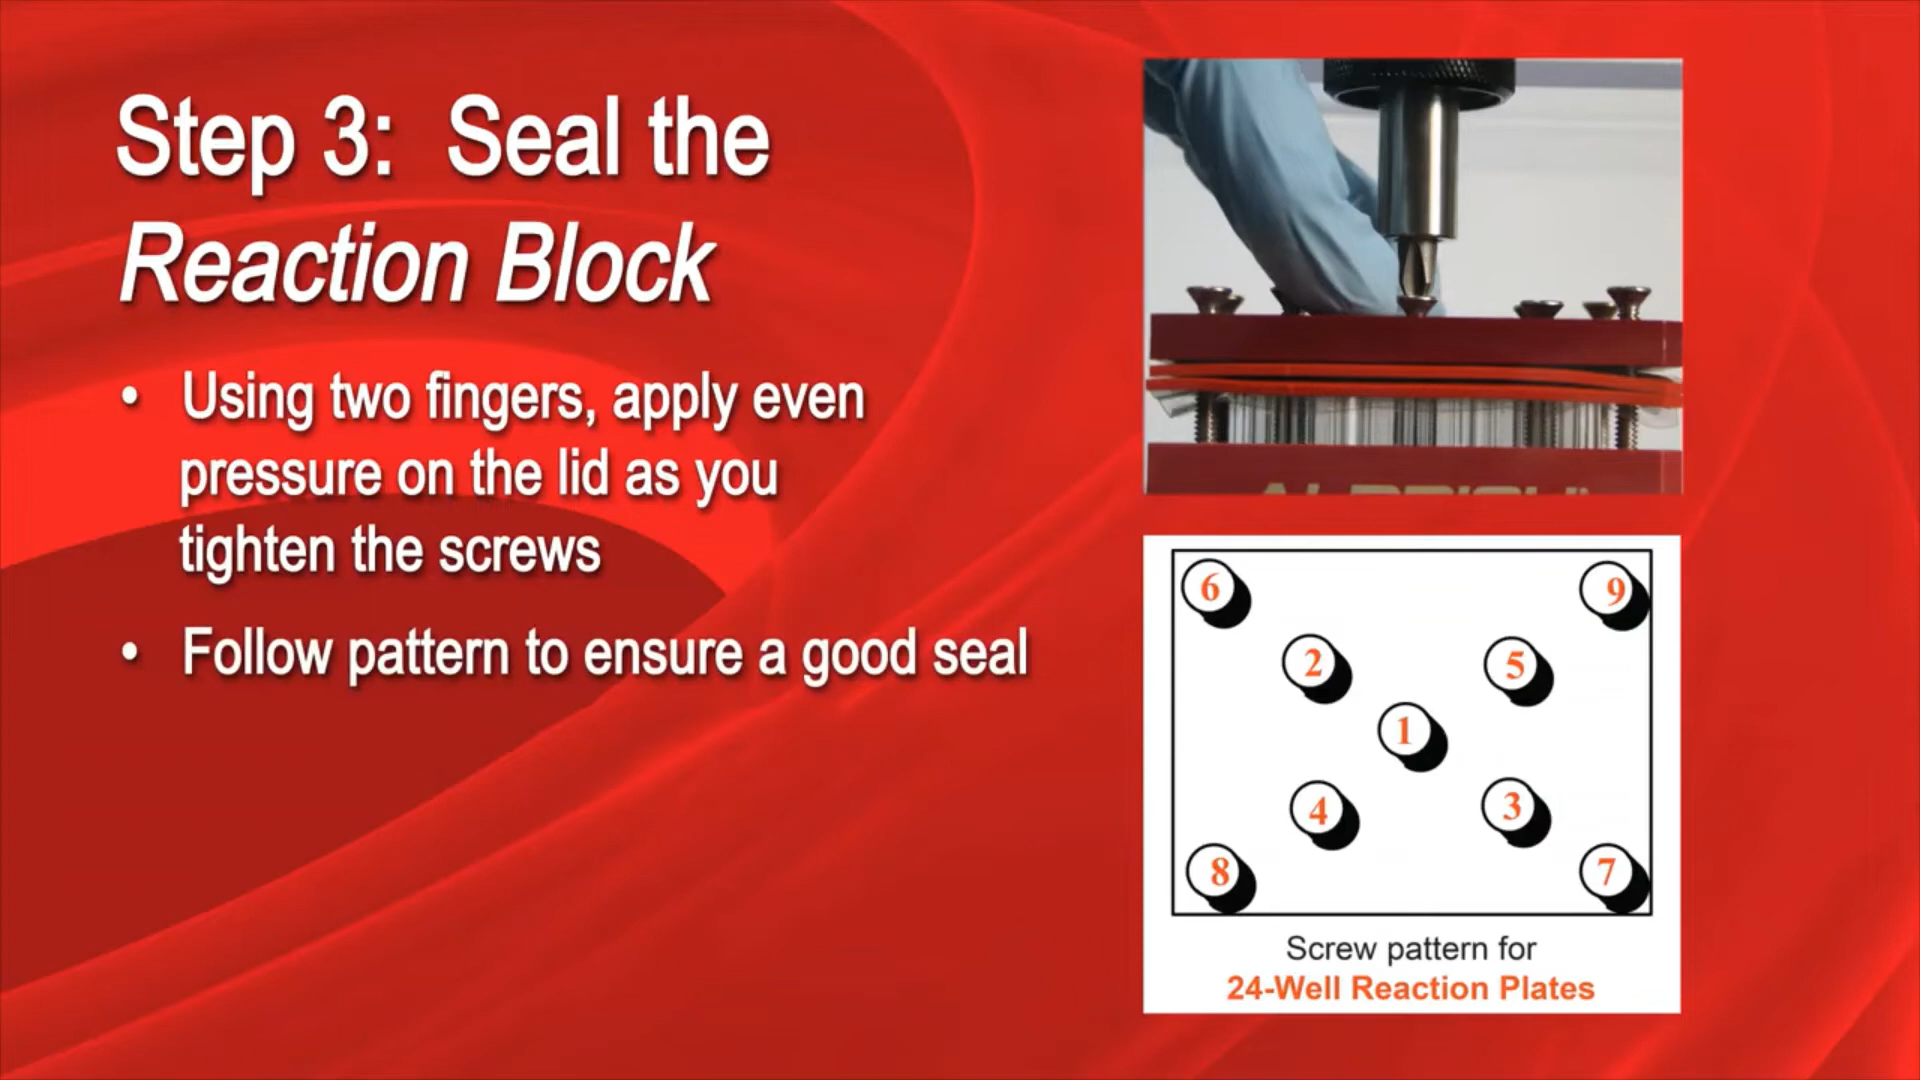 Step 3: Seal the
Reaction Block
• Using two fingers, apply even
pressure on the lid as you
tighten the screws
• Follow pattern to ensure a good seal
6
9
2
5
1
4
3
8
7
Screw pattern for
24-Well Reaction Plates